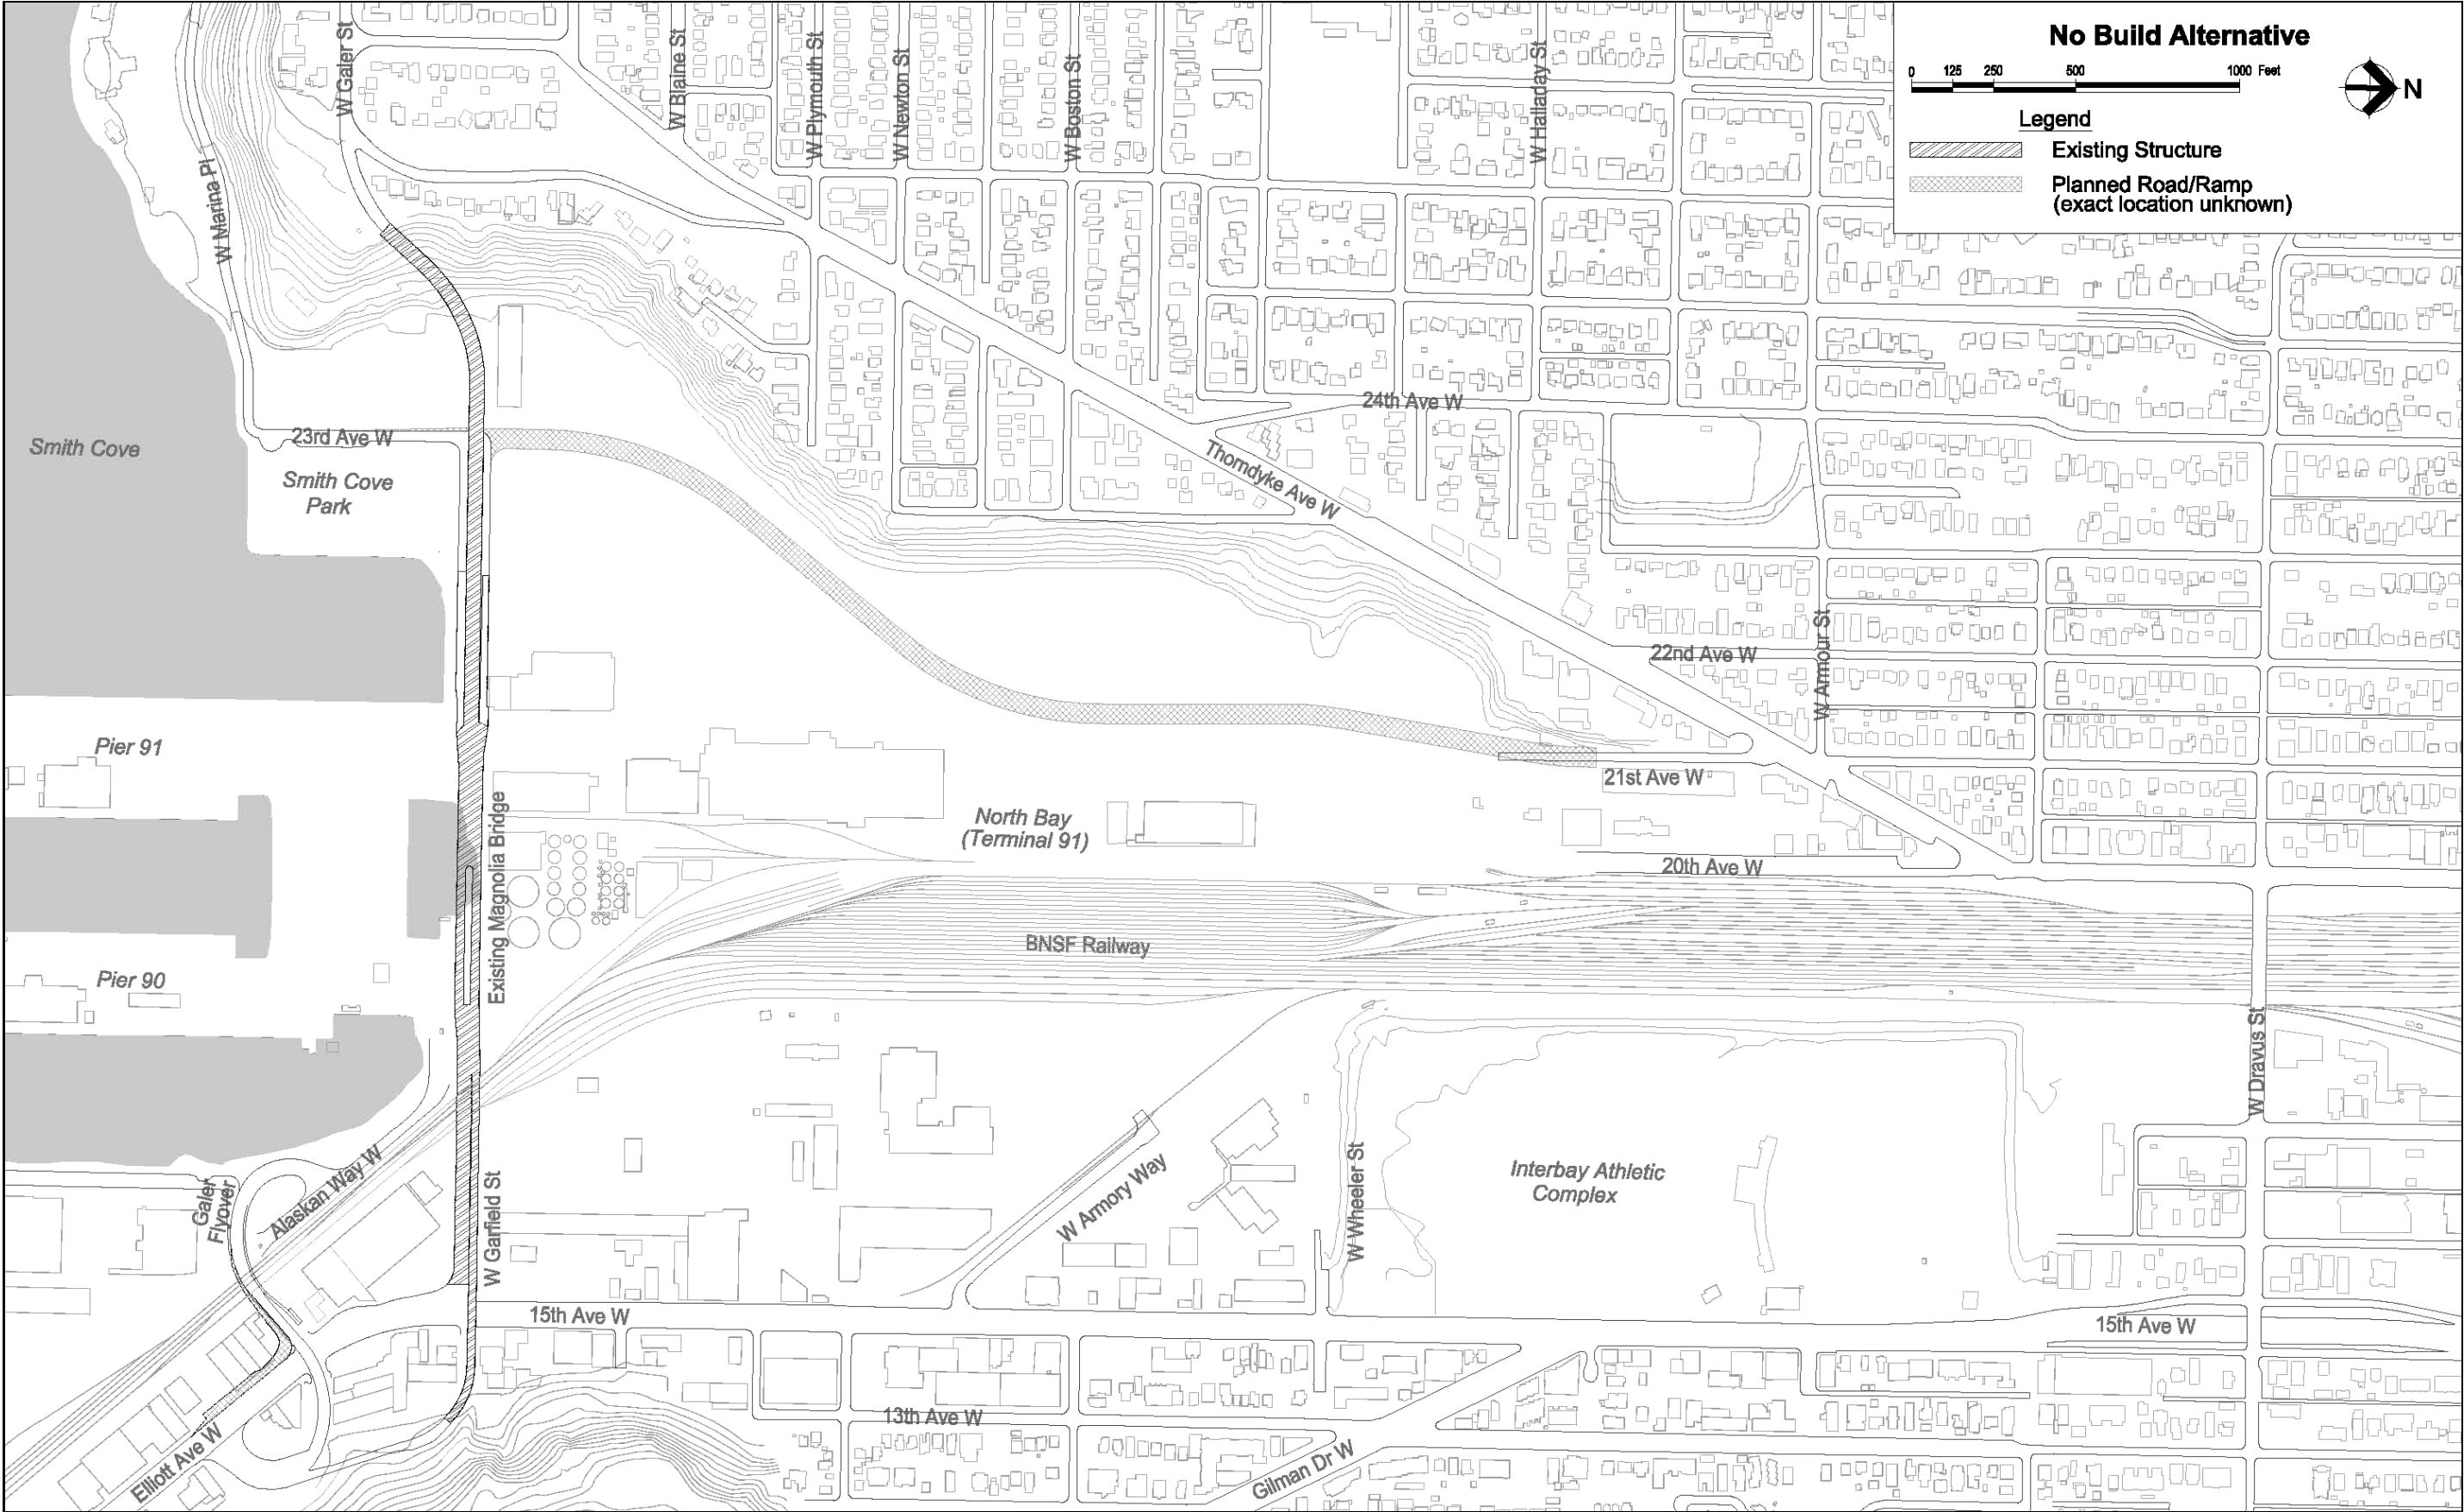 No Build Alternative
0 125 250 500 1000 Feet
N
Legend
Existing Structure
Planned Road/Ramp
(exact location unknown)
W Galer St
W Blaine St
W Plymouth St
W Newton St
W Boston St
W Halladay St
W Marina Pl
24th Ave W
23rd Ave W
Smith Cove
Smith Cove
Park
Thorndyke Ave W
22nd Ave W
W Armour St
Pier 91
21st Ave W
Existing Magnolia Bridge
North Bay
(Terminal 91)
20th Ave W
BNSF Railway
Pier 90
W Dravus St
Galer
Flyover
Alaskan Way W
W Garfield St
W Armory Way
W Wheeler St
Interbay Athletic
Complex
15th Ave W
15th Ave W
13th Ave W
Elliott Ave W
Gilman Dr W